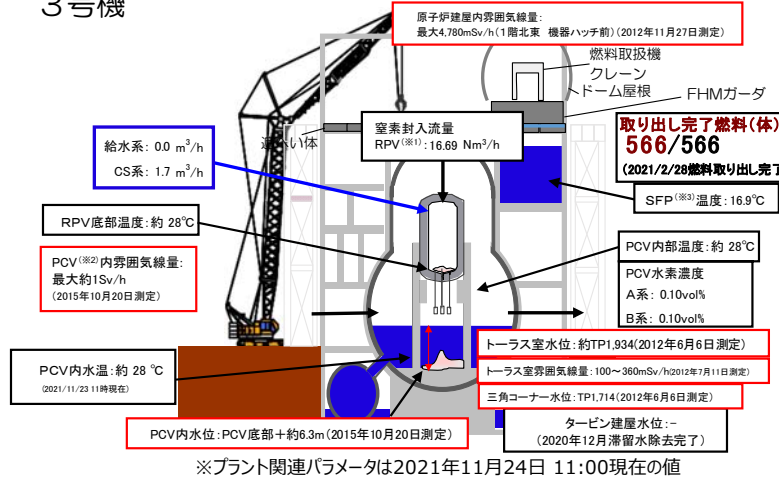 ３号機
原子炉建屋内雰囲気線量:
最大4,780mSv/h(1階北東 機器ハッチ前)(2012年11月27日測定)
燃料取扱機
クレーン
ドーム屋根
FHMガーダ
取り出し完了燃料(体)
566/566
(2021/2/28燃料取り出し完了
窒素封入流量
RPV(※1):16.69 Nm³/h
給水系: 0.0 m³/h
CS系: 1.7 m³/h
SFP(※3)温度:16.9℃
RPV底部温度:約 28℃
PCV内部温度:約 28℃
PCV(※2)内雰囲気線量:
最大約1Sv/h
(2015年10月20日測定)
PCV水素濃度
A系: 0.10vol%
B系: 0.10vol%
トーラス室水位:約TP1,934(2012年6月6日測定)
PCV内水温:約 28 ℃
(2021/11/23 11時現在)
トーラス室雰囲気線量:100～360mSv/h(2012年7月11日測定)
三角コーナー水位:TP1,714(2012年6月6日測定)
PCV内水位:PCV底部＋約6.3m(2015年10月20日測定)
タービン建屋水位:-
(2020年12月滞留水除去完了)
※プラント関連パラメータは2021年11月24日 11:00現在の値